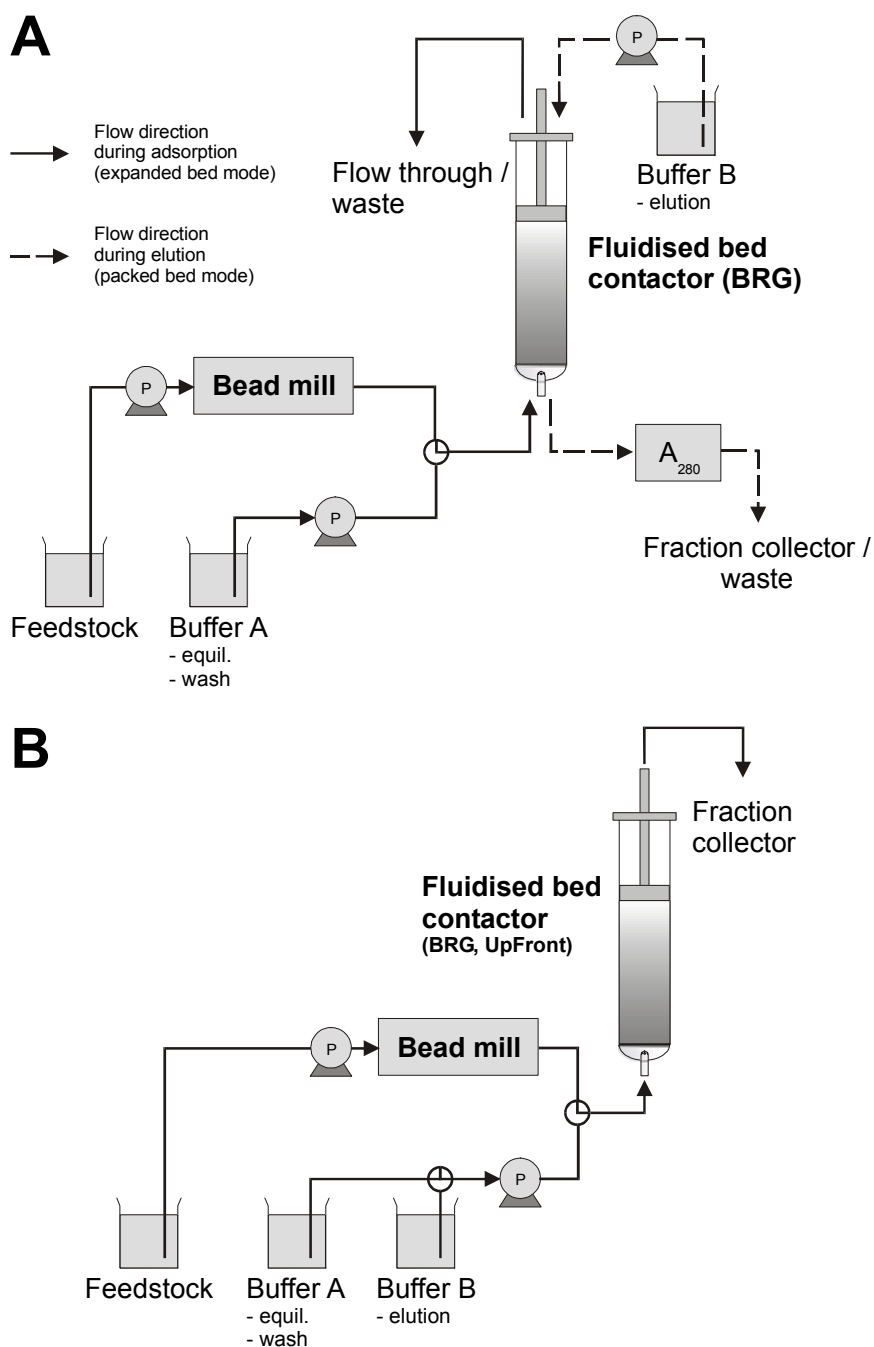 A
Flow direction
during adsorption
(expanded bed mode)
Flow direction
during elution
(packed bed mode)
Flow through /
waste
P
Buffer B
- elution
Fluidised bed
contactor (BRG)
P
Bead mill
P
A280
Fraction collector /
waste
Feedstock
Buffer A
- equil.
- wash
B
Fraction
collector
Fluidised bed
contactor
(BRG, UpFront)
P
Bead mill
P
Feedstock
Buffer A
- equil.
- wash
Buffer B
- elution